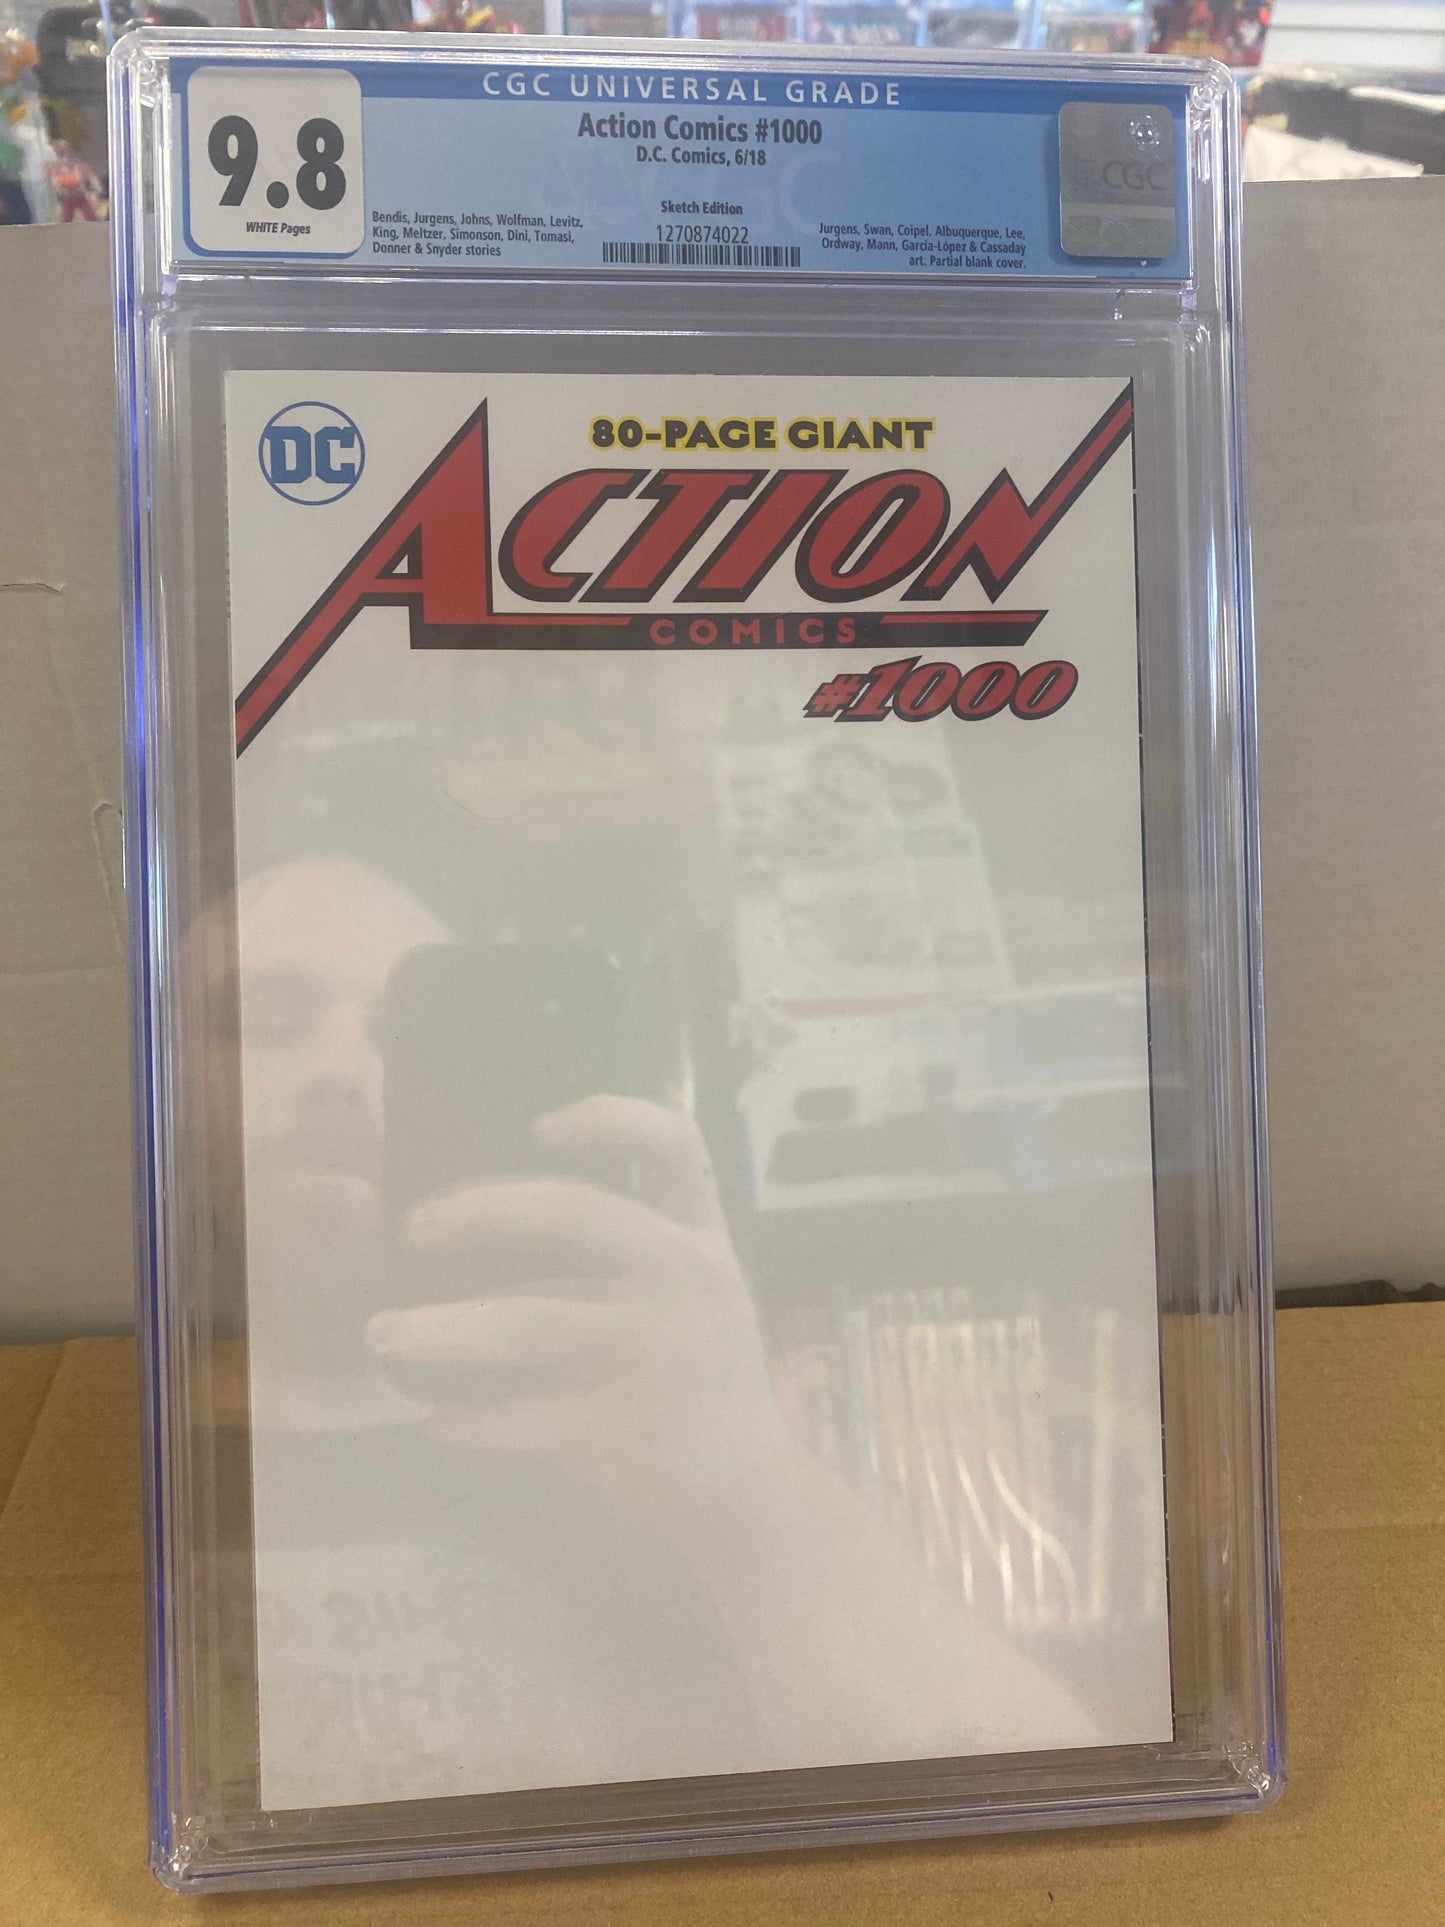 CGC UNIVERSAL GRADE
9.8
WHITE Pages
Action Comics #1000
D.C. Comics, 6/18
Bendis, Jurgens, Johns, Wolfman, Levitz,
King, Meltzer, Simonson, Dini, Tomasi,
Donner & Snyder stories
Sketch Edition
1270874022
Jurgens, Swan, Coipel, Albuquerque, Lee,
Ordway, Mann, García-López & Cassaday
art. Partial blank cover.
CGC
DC
80-PAGE GIANT
ACTION
COMICS
#1000